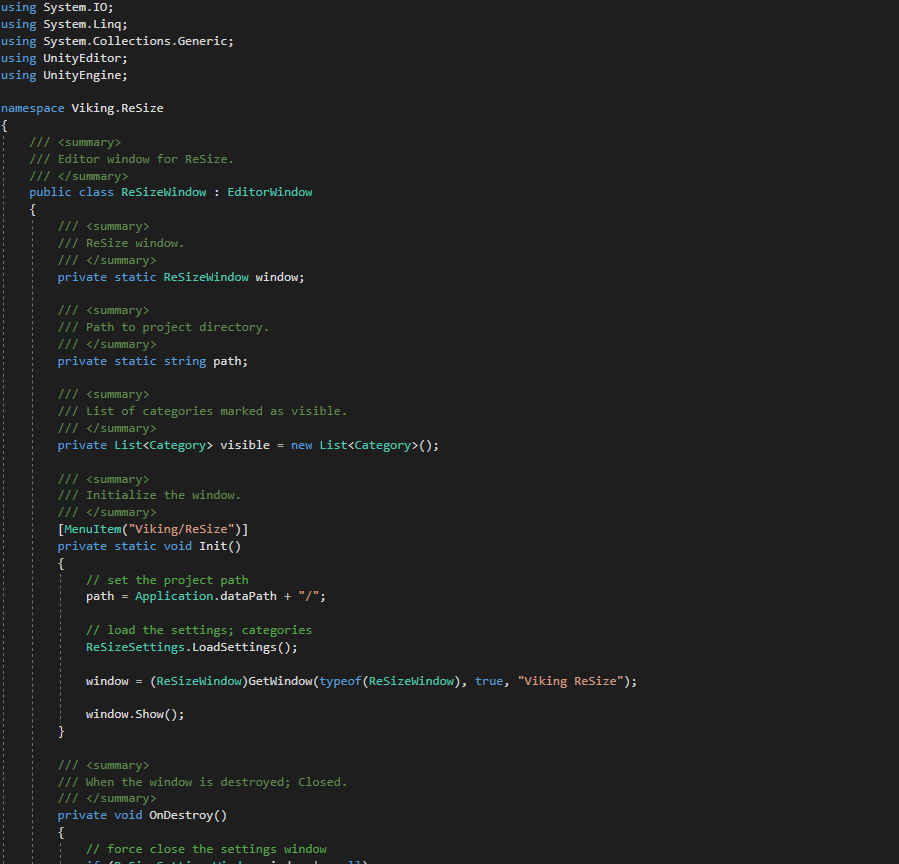 using System.IO;
using System.Linq;
using System.Collections.Generic;
using UnityEditor;
using UnityEngine;
namespace Viking.ReSize
{
/// <summary>
/// Editor window for ReSize.
/// </summary>
public class ReSizeWindow : EditorWindow
{
/// <summary>
/// ReSize window.
/// </summary>
private static ReSizeWindow window;
/// <summary>
/// Path to project directory.
/// </summary>
private static string path;
/// <summary>
/// List of categories marked as visible.
/// </summary>
private List<Category> visible = new List<Category>();
/// <summary>
/// Initialize the window.
/// </summary>
[MenuItem("Viking/ReSize")]
private static void Init()
{
// set the project path
path = Application.dataPath + "/";
// load the settings; categories
ReSizeSettings.LoadSettings();
window = (ReSizeWindow)GetWindow(typeof(ReSizeWindow), true, "Viking ReSize");
window.Show();
}
/// <summary>
/// When the window is destroyed; Closed.
/// </summary>
private void OnDestroy()
{
// force close the settings window